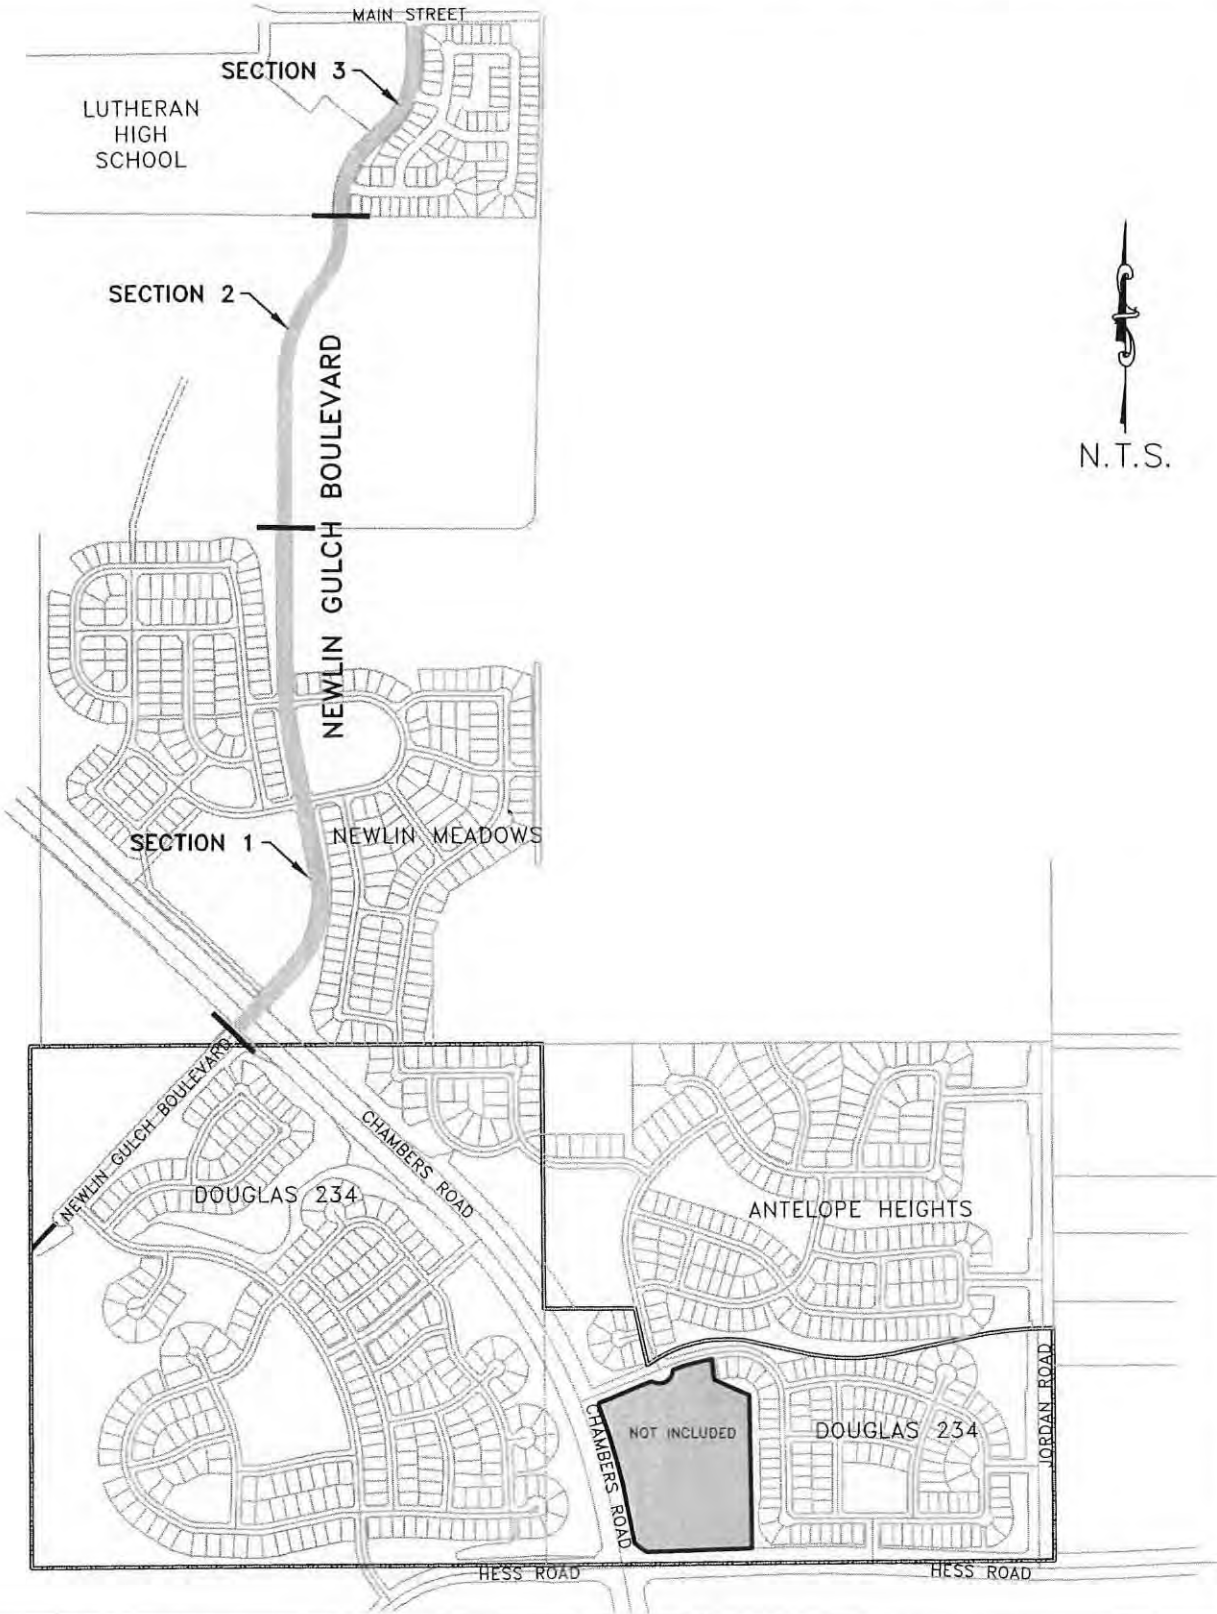 MAIN STREET
SECTION 3
LUTHERAN
HIGH
SCHOOL
SECTION 2
NEWLIN GULCH BOULEVARD
N.T.S.
SECTION 1
NEWLIN MEADOWS
NEWLIN GULCH BOULEVARD
CHAMBERS ROAD
DOUGLAS 234
ANTELOPE HEIGHTS
JORDAN ROAD
CHAMBERS ROAD
NOT INCLUDED
DOUGLAS 234
HESS ROAD
HESS ROAD